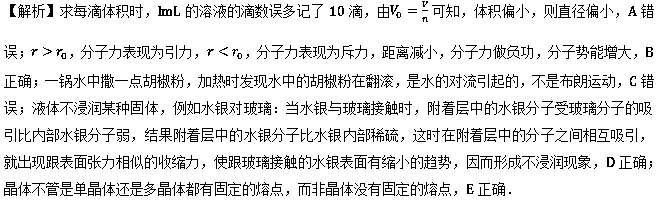 【解析】求每滴体积时，lmL 的溶液的滴数误多记了 10 滴，由V₀ = V/n可知，体积偏小，则直径偏小，A 错
误；r > r₀，分子力表现为引力，r < r₀，分子力表现为斥力，距离减小，分子力做负功，分子势能增大，B
正确；一锅水中撒一点胡椒粉，加热时发现水中的胡椒粉在翻滚，是水的对流引起的，不是布朗运动，C 错
误；液体不浸润某种固体，例如水银对玻璃：当水银与玻璃接触时，附着层中的水银分子受玻璃分子的吸
引比内部水银分子弱，结果附着层中的水银分子比水银内部稀硫，这时在附着层中的分子之间相互吸引，
就出现跟表面张力相似的收缩力，使跟玻璃接触的水银表面有缩小的趋势，因而形成不浸润现象，D 正确；
晶体不管是单晶体还是多晶体都有固定的熔点，而非晶体没有固定的熔点，E 正确．